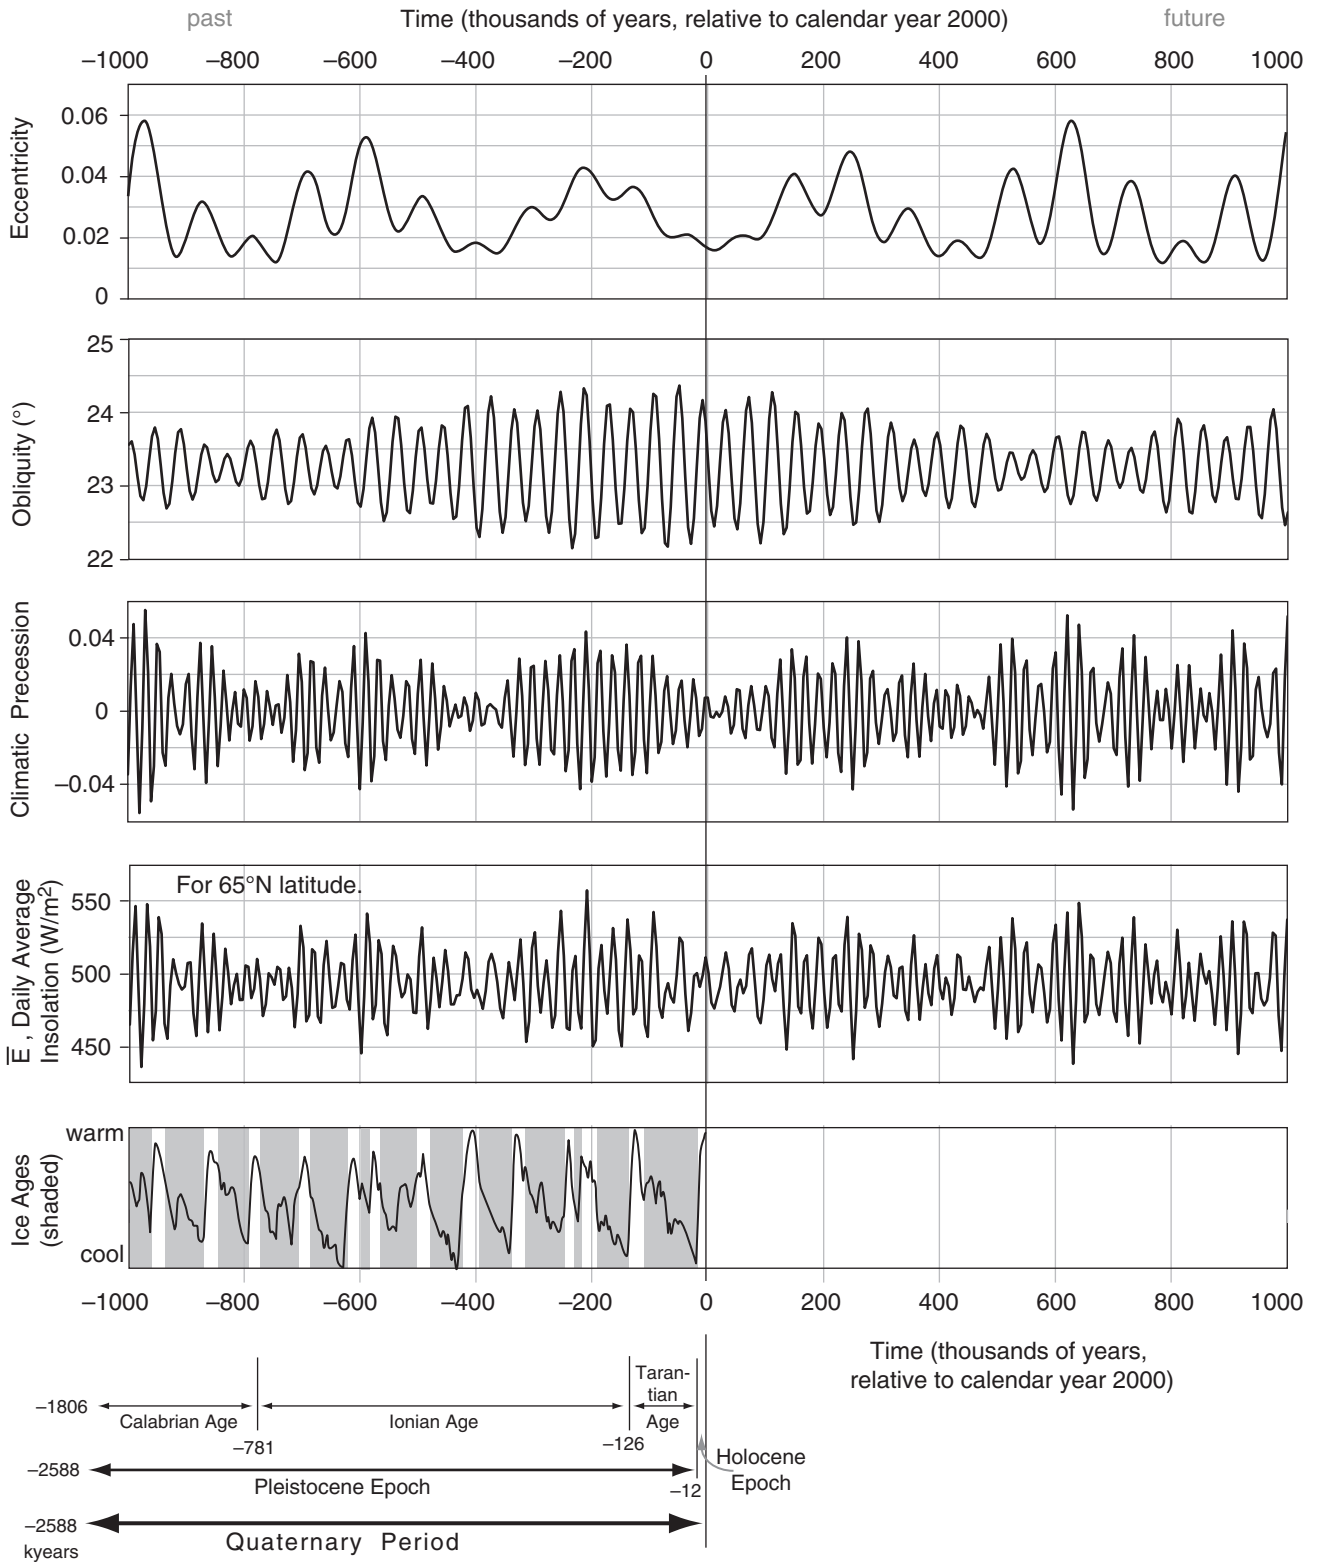 past Time (thousands of years, relative to calendar year 2000) future
–1000 –800 –600 –400 –200 0 200 400 600 800 1000
Eccentricity
0.06
0.04
0.02
0
Obliquity (°)
25
24
23
22
Climatic Precession
0.04
0
–0.04
E , Daily Average
Insolation (W/m²)
For 65°N latitude.
550
500
450
Ice Ages
(shaded)
warm
cool
–1000 –800 –600 –400 –200 0 200 400 600 800 1000
Time (thousands of years,
relative to calendar year 2000)
Taran-
tian
Age
–1806
Calabrian Age
Ionian Age
–781
–126
Holocene
Epoch
–2588
Pleistocene Epoch
–12
–2588
kyears
Quaternary Period